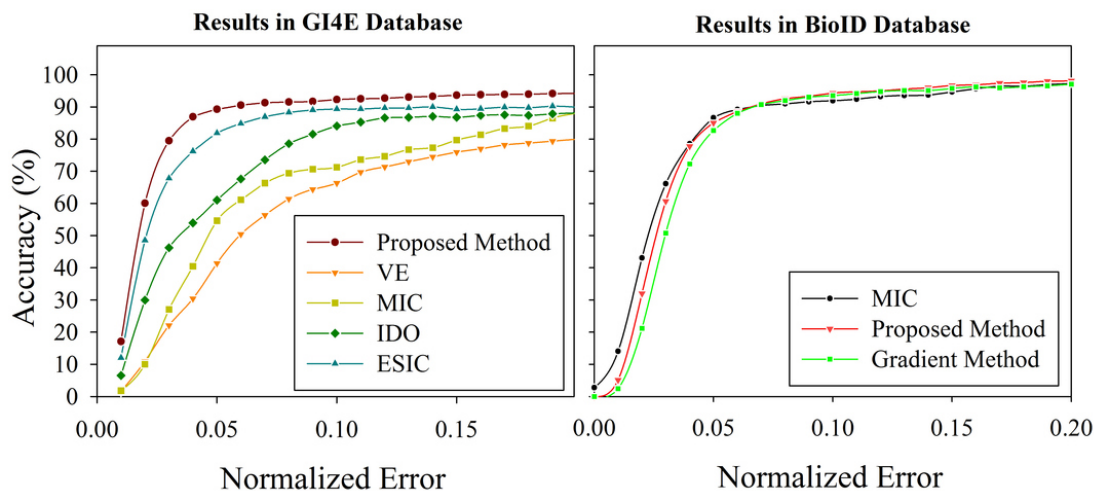 Results in GI4E Database
Results in BioID Database
100
90
80
70
60
50
40
30
20
10
0
Accuracy (%)
Proposed Method
VE
MIC
IDO
ESIC
MIC
Proposed Method
Gradient Method
0.00 0.05 0.10 0.15
0.00 0.05 0.10 0.15 0.20
Normalized Error
Normalized Error